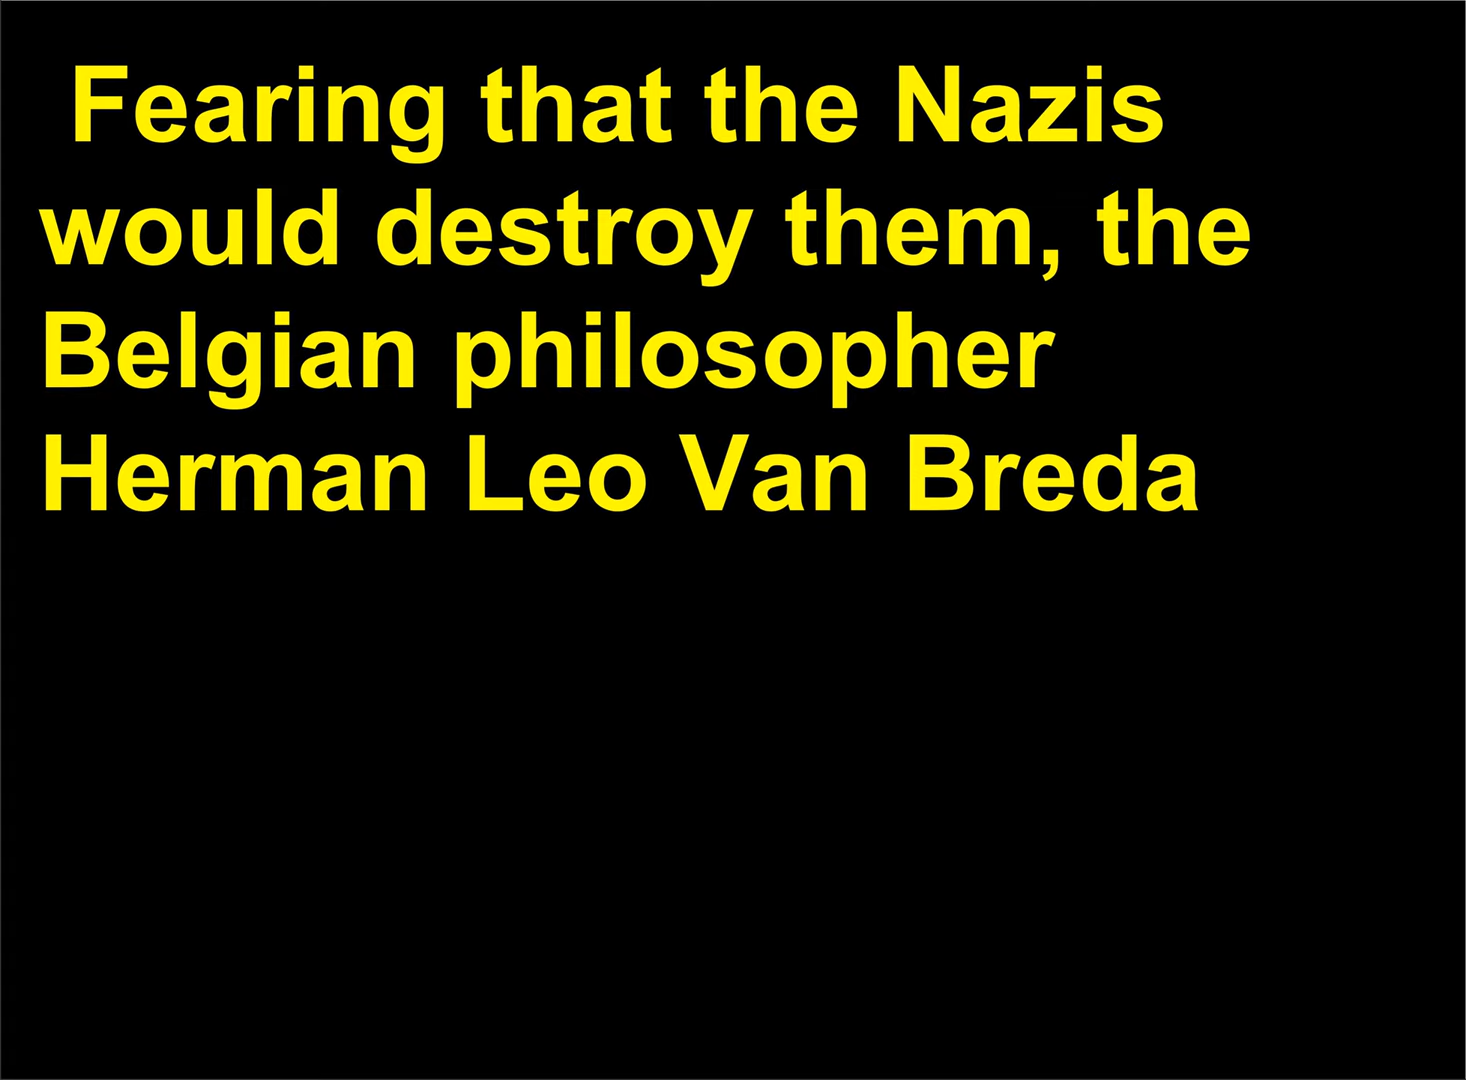 Fearing that the Nazis
would destroy them, the
Belgian philosopher
Herman Leo Van Breda